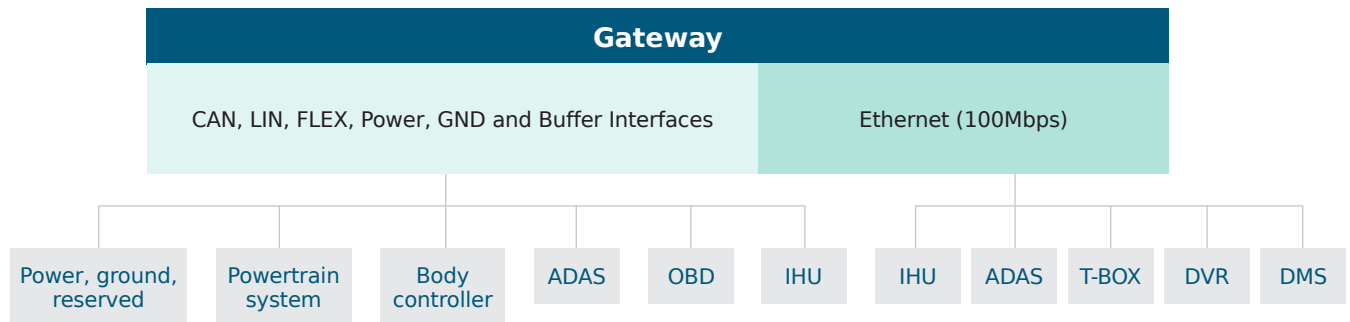 Gateway
CAN, LIN, FLEX, Power, GND and Buffer Interfaces
Ethernet (100Mbps)
Power, ground,
reserved
Powertrain
system
Body
controller
ADAS
OBD
IHU
IHU
ADAS
T-BOX
DVR
DMS